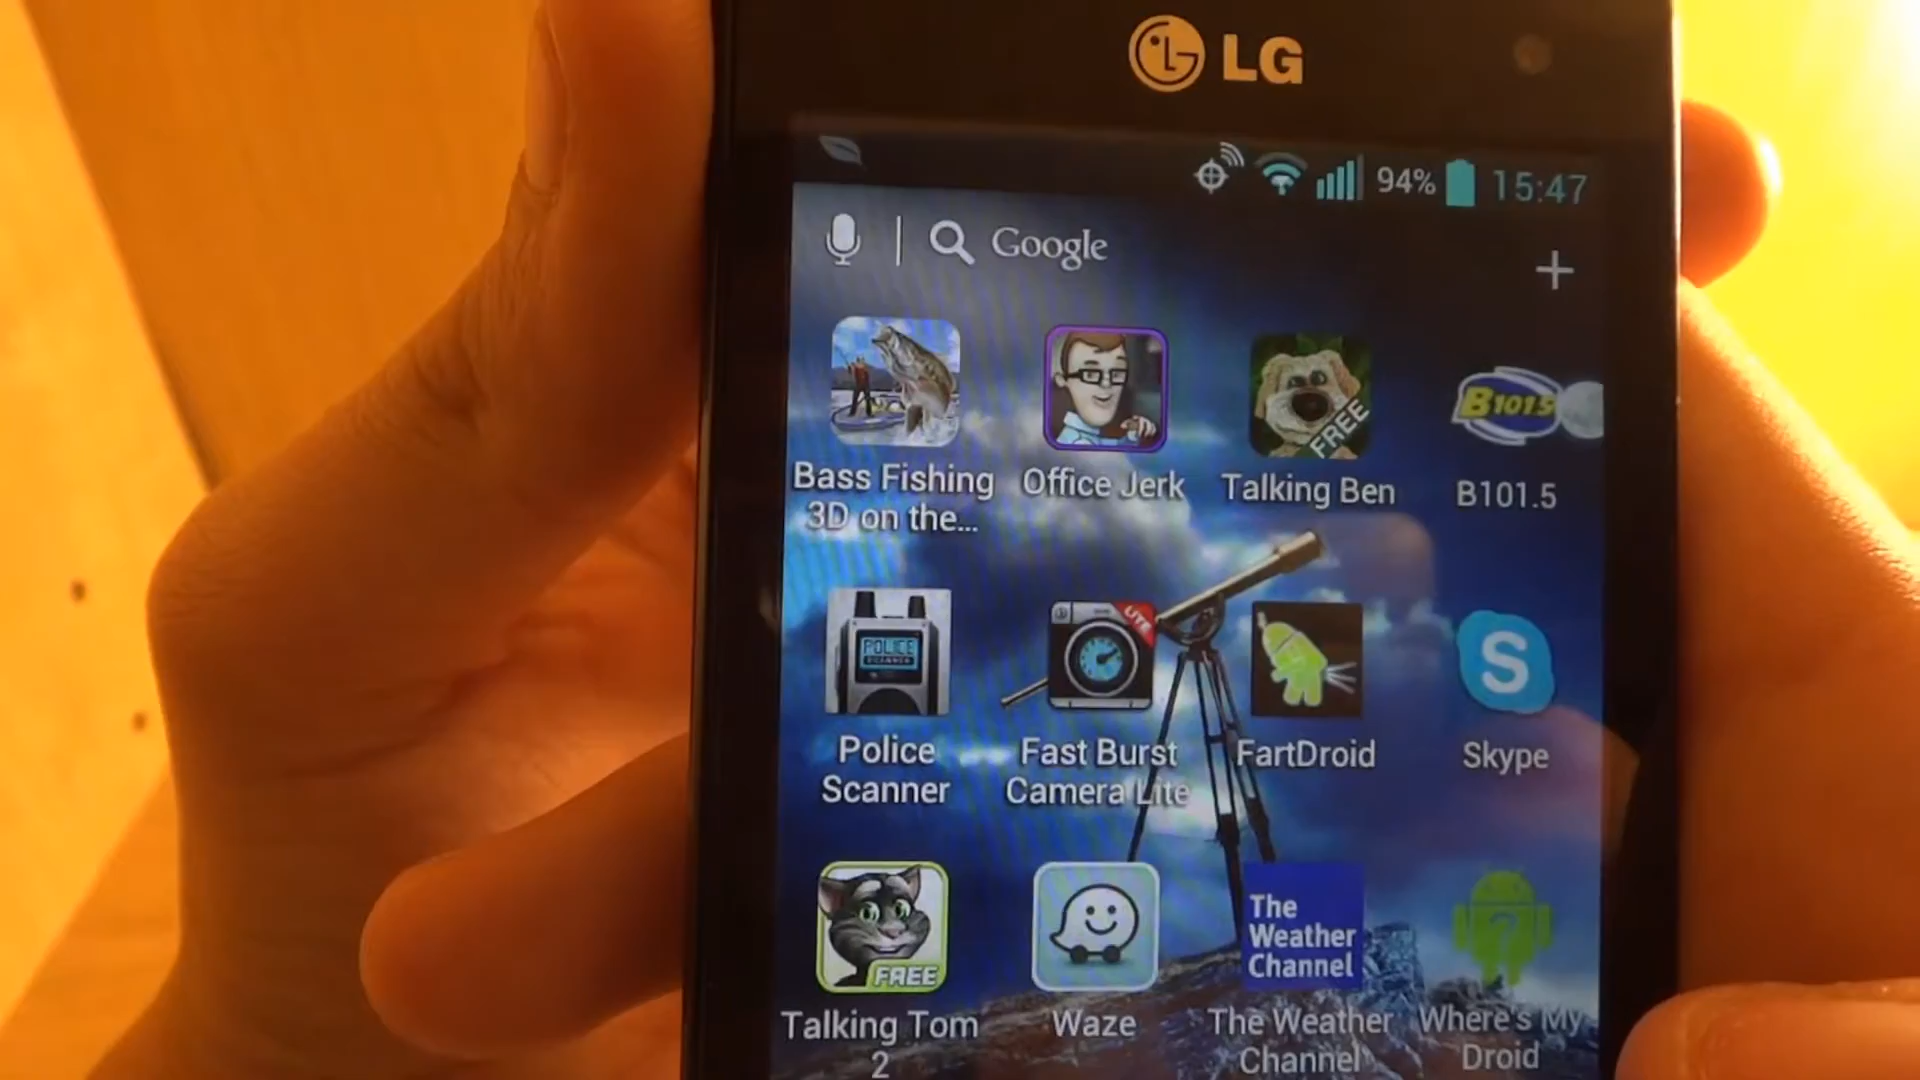 LG
94% 15:47
Google
FREE
B101.5
Bass Fishing
3D on the...
Office Jerk
Talking Ben
B101.5
POLICE
SCANNER
LITE
S
Police
Scanner
Fast Burst
Camera Lite
FartDroid
Skype
FREE
The
Weather
Channel
?
Talking Tom
2
Waze
The Weather
Channel
Where's My
Droid